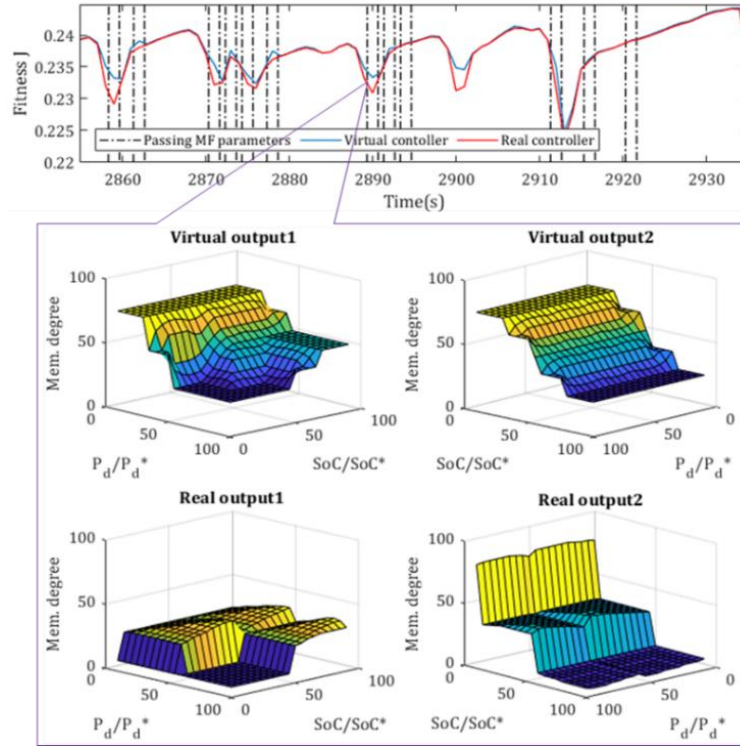 Fitness J
0.24
0.235
0.23
0.225
0.22
Passing MF parameters Virtual contoller Real controller
2860 2870 2880 2890 2900 2910 2920 2930
Time(s)
Virtual output1
Mem. degree
100
50
0
0
50
100
P_d/P_d*
0
50
100
SoC/SoC*
Virtual output2
Mem. degree
100
50
0
0
50
100
SoC/SoC*
0
50
100
P_d/P_d*
Real output1
Mem. degree
100
50
0
0
50
100
P_d/P_d*
0
50
100
SoC/SoC*
Real output2
Mem. degree
100
50
0
0
50
100
SoC/SoC*
0
50
100
P_d/P_d*